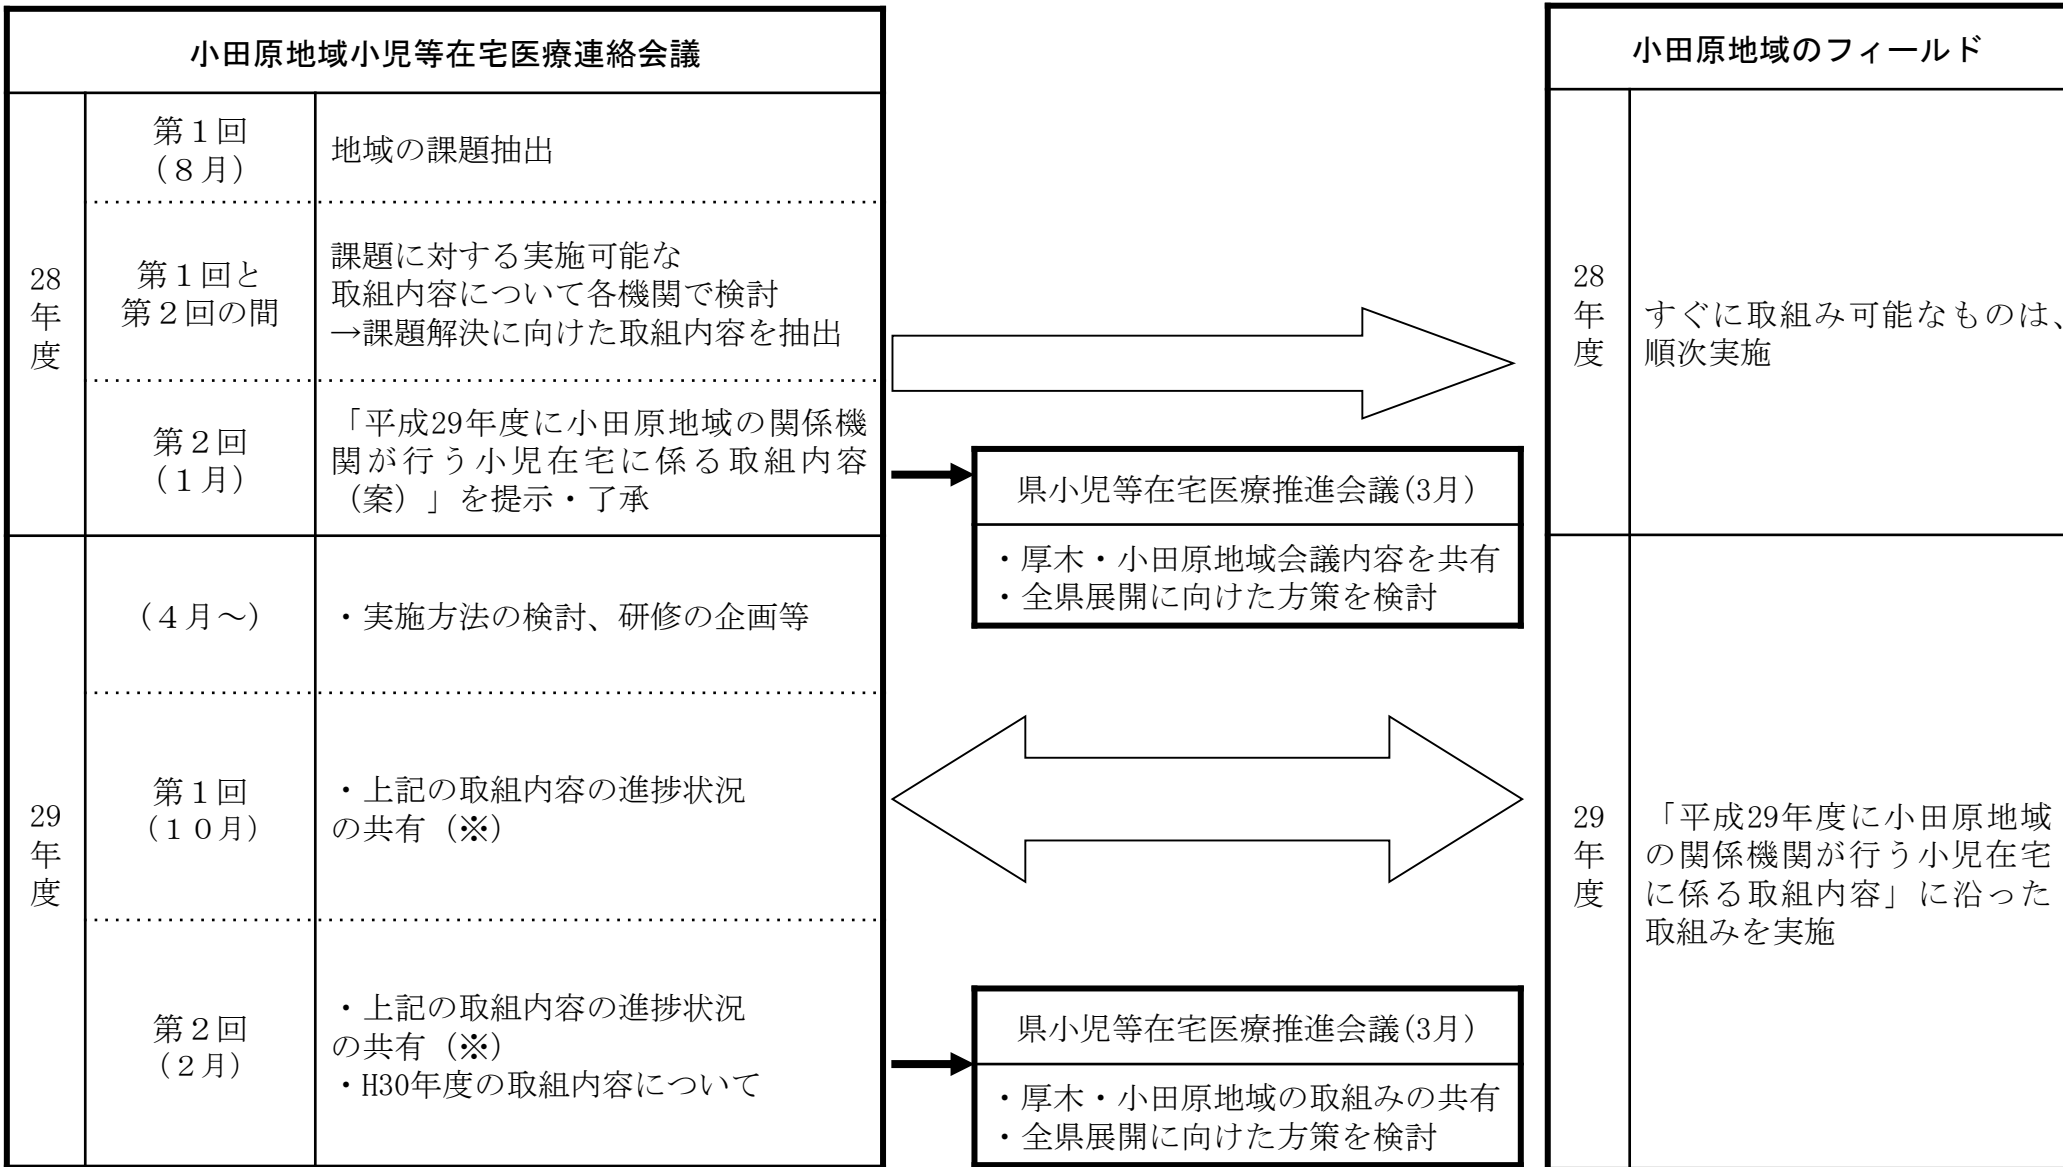 小田原地域小児等在宅医療連絡会議
28
年
度
第１回
（８月）
地域の課題抽出
第１回と
第２回の間
課題に対する実施可能な
取組内容について各機関で検討
→課題解決に向けた取組内容を抽出
第２回
（１月）
「平成29年度に小田原地域の関係機
関が行う小児在宅に係る取組内容
（案）」を提示・了承
29
年
度
（４月～）
・実施方法の検討、研修の企画等
第１回
（１０月）
・上記の取組内容の進捗状況
の共有（※）
第２回
（２月）
・上記の取組内容の進捗状況
の共有（※）
・H30年度の取組内容について
県小児等在宅医療推進会議(3月)
・厚木・小田原地域会議内容を共有
・全県展開に向けた方策を検討
県小児等在宅医療推進会議(3月)
・厚木・小田原地域の取組みの共有
・全県展開に向けた方策を検討
小田原地域のフィールド
28
年
度
すぐに取組み可能なものは、
順次実施
29
年
度
「平成29年度に小田原地域
の関係機関が行う小児在宅
に係る取組内容」に沿った
取組みを実施